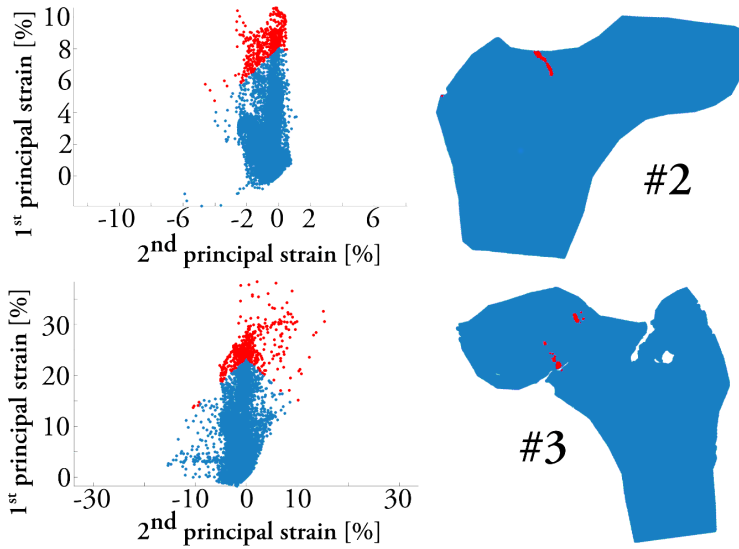 1st principal strain [%]
10
8
6
4
2
0
-10 -6 -2 0 2 6
2nd principal strain [%]
#2
1st principal strain [%]
30
20
10
0
-30 -10 0 10 30
2nd principal strain [%]
#3